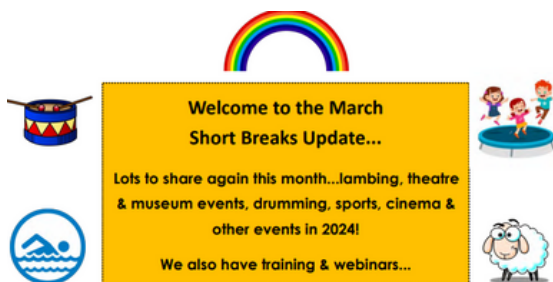 Welcome to the March
Short Breaks Update...
Lots to share again this month...lambing, theatre
& museum events, drumming, sports, cinema &
other events in 2024!
We also have training & webinars...